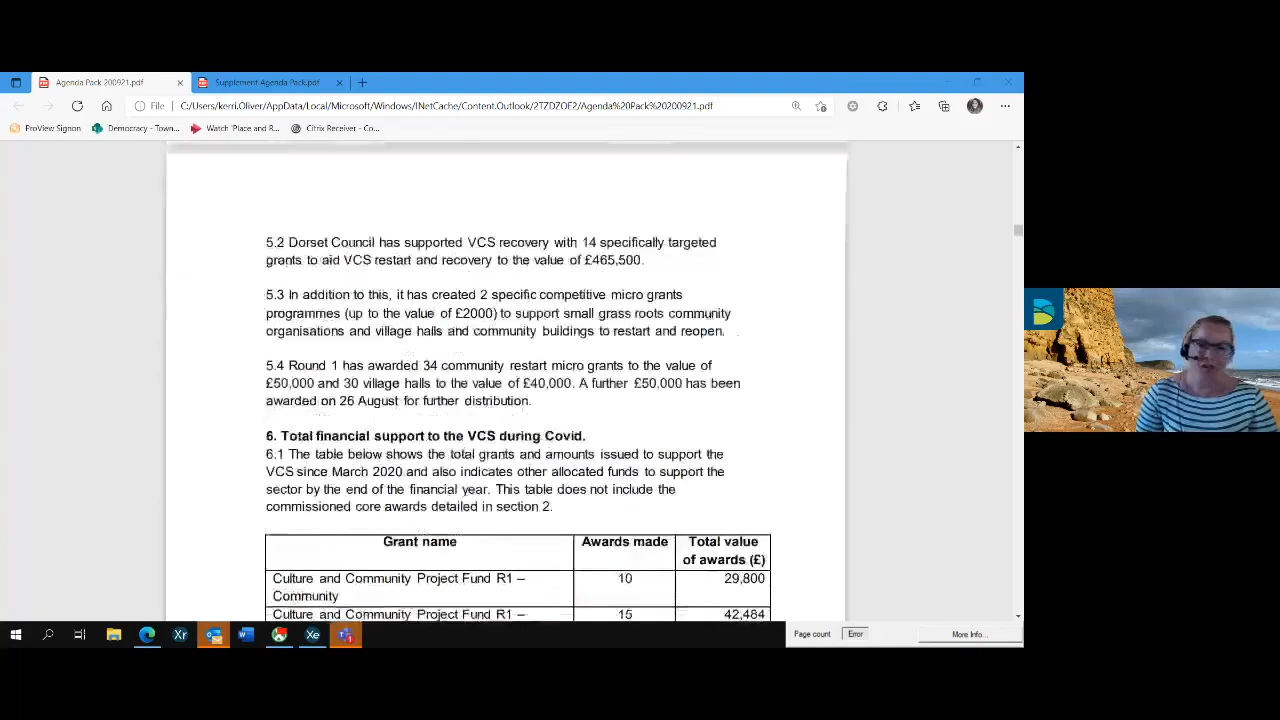 Agenda Pack 200921.pdf
Supplement Agenda Pack.pdf
File
C:/Users/kerri.Oliver/AppData/Local/Microsoft/Windows/INetCache/Content.Outlook/2TZDZOE2/Agenda%20Pack%20200921.pdf
ProView Signon
Democracy - Town...
Watch 'Place and R...
Citrix Receiver - Co...
5.2 Dorset Council has supported VCS recovery with 14 specifically targeted
grants to aid VCS restart and recovery to the value of £465,500.
5.3 In addition to this, it has created 2 specific competitive micro grants
programmes (up to the value of £2000) to support small grass roots community
organisations and village halls and community buildings to restart and reopen.
5.4 Round 1 has awarded 34 community restart micro grants to the value of
£50,000 and 30 village halls to the value of £40,000. A further £50,000 has been
awarded on 26 August for further distribution.
6. Total financial support to the VCS during Covid.
6.1 The table below shows the total grants and amounts issued to support the
VCS since March 2020 and also indicates other allocated funds to support the
sector by the end of the financial year. This table does not include the
commissioned core awards detailed in section 2.
Grant name Awards made Total value
of awards (£)
Culture and Community Project Fund R1 – 10 29,800
Community
Culture and Community Project Fund R1 – 15 42,484
Xr
Xe
Page count Error More Info...